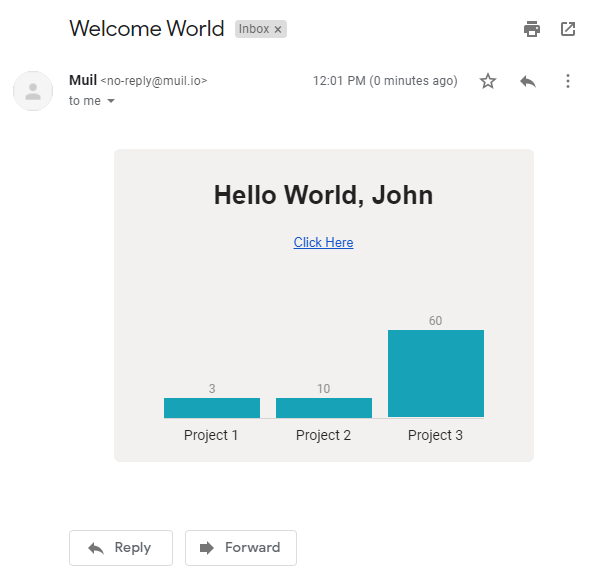 Welcome World Inbox x
Muil <no-reply@muil.io> 12:01 PM (0 minutes ago)
to me
Hello World, John
Click Here
60
3 10
Project 1 Project 2 Project 3
Reply Forward